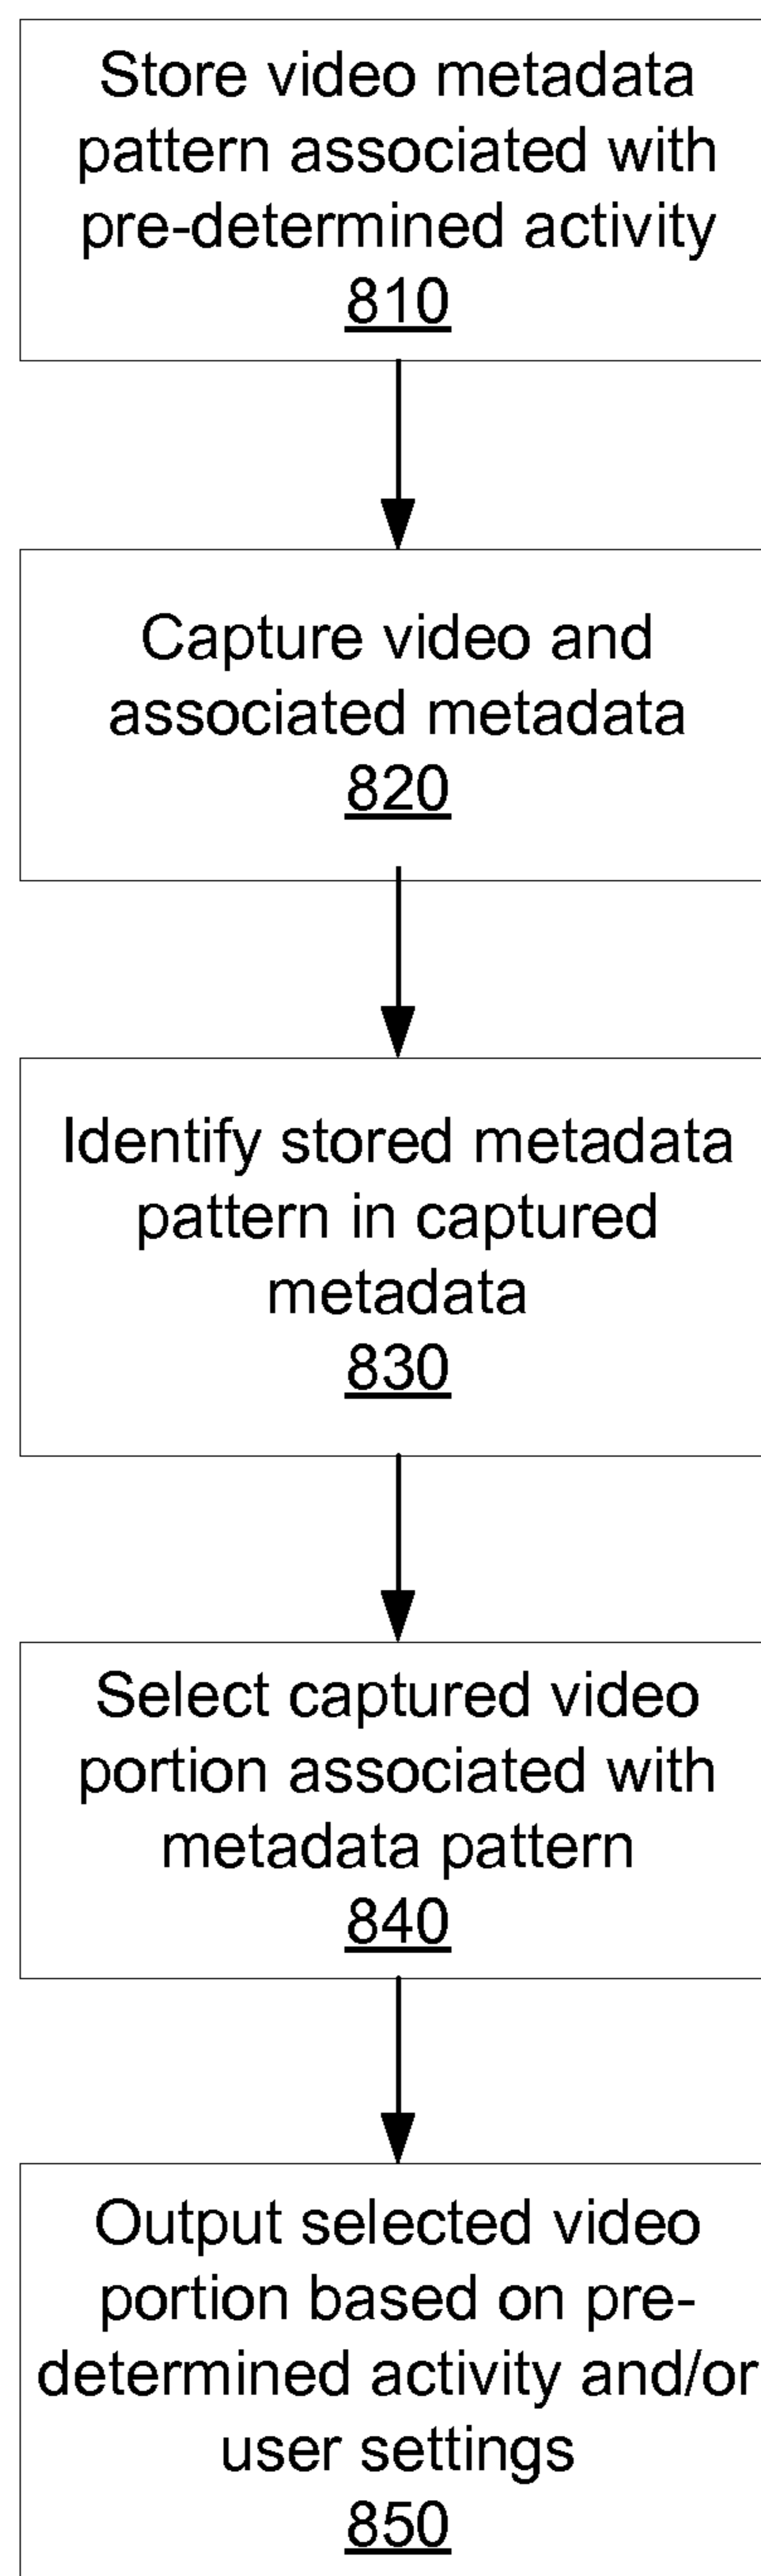 Store video metadata
pattern associated with
pre-determined activity
810
Capture video and
associated metadata
820
Identify stored metadata
pattern in captured
metadata
830
Select captured video
portion associated with
metadata pattern
840
Output selected video
portion based on pre-
determined activity and/or
user settings
850